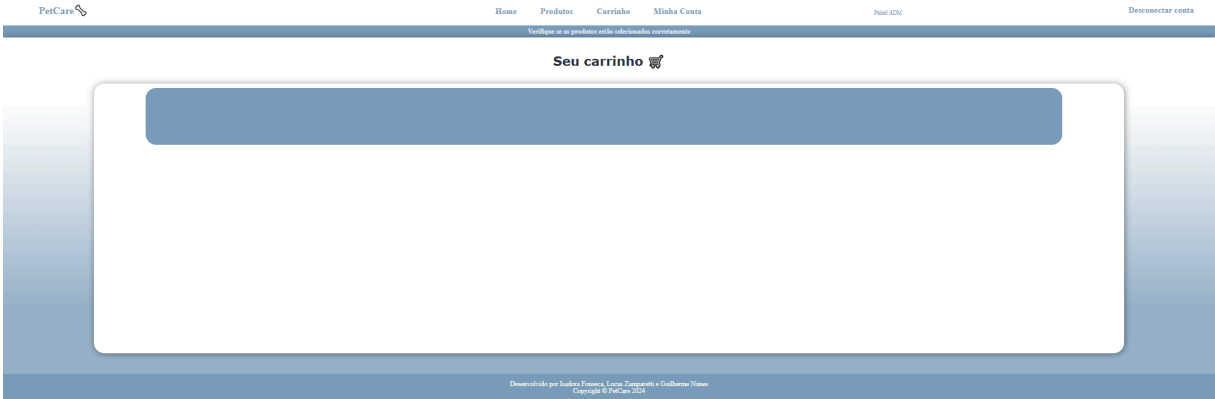 PetCare
Home Produtos Carrinho Minha Conta Painel ADM Desconectar conta
Verifique se os produtos estão selecionados corretamente
Seu carrinho
Desenvolvido por Isadora Fonseca, Lucas Zamparetti e Guilherme Nunes
Copyright © PetCare 2024